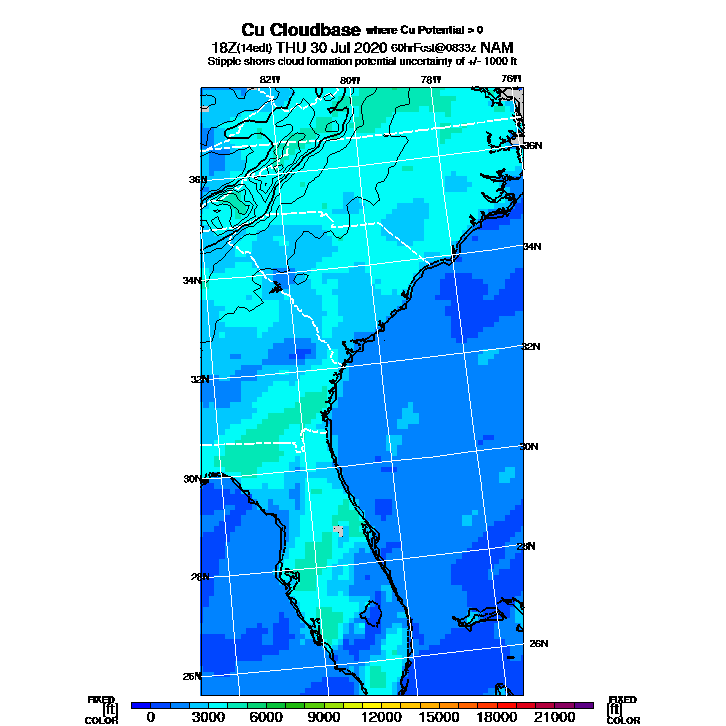 Cu Cloudbase where Cu Potential > 0
18Z(14edt) THU 30 Jul 2020 60hrFcst@0833z NAM
Stipple shows cloud formation potential uncertainty of +/- 1000 ft
82W 80W 78W 76W
36N 36N
34N 34N
32N 32N
30N 30N
28N 28N
26N 26N
FIXED FIXED
[ft] [ft]
COLOR COLOR
0 3000 6000 9000 12000 15000 18000 21000